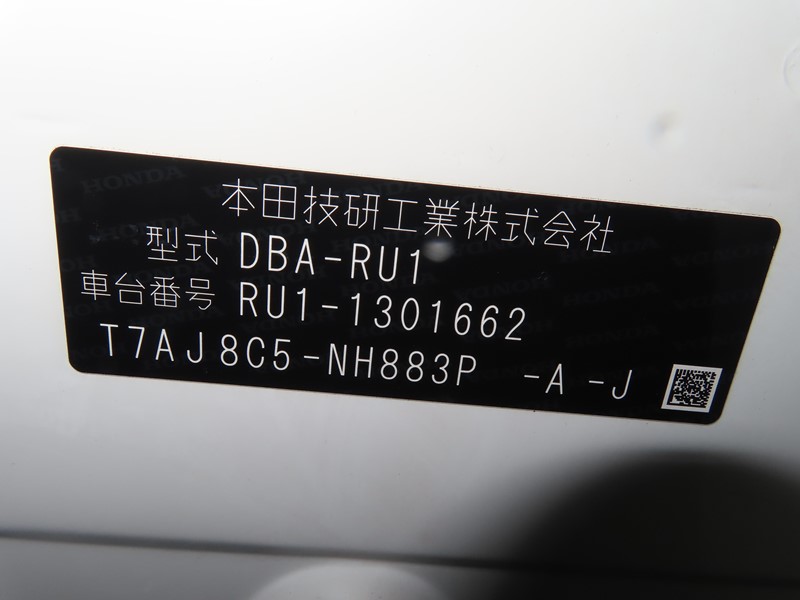 本田技研工業株式会社
型式 DBA-RU1
車台番号 RU1-1301662
T7AJ8C5-NH883P -A -J